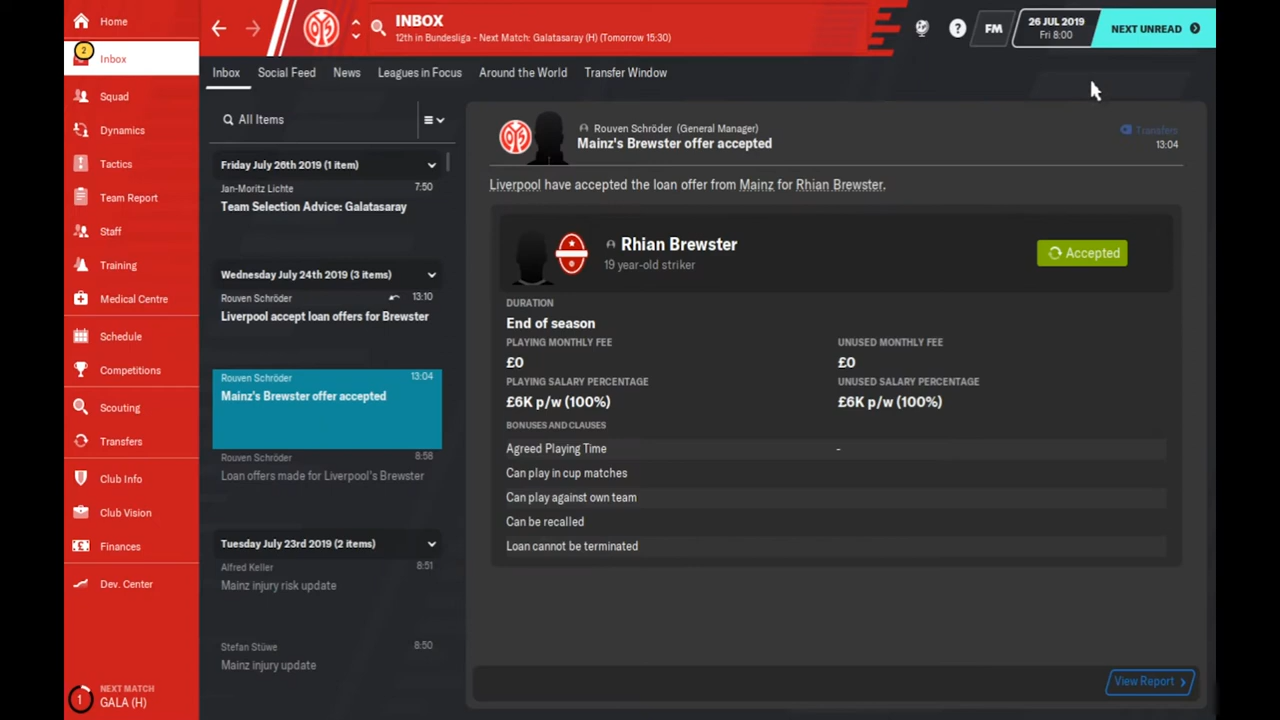 Home
2
Inbox
Squad
Dynamics
Tactics
Team Report
Staff
Training
Medical Centre
Schedule
Competitions
Scouting
Transfers
Club Info
Club Vision
Finances
Dev. Center
1
NEXT MATCH
GALA (H)
INBOX
12th in Bundesliga - Next Match: Galatasaray (H) (Tomorrow 15:30)
?
FM
26 JUL 2019
Fri 8:00
NEXT UNREAD
Inbox Social Feed News Leagues in Focus Around the World Transfer Window
All Items
Friday July 26th 2019 (1 item)
Jan-Moritz Lichte 7:50
Team Selection Advice: Galatasaray
Wednesday July 24th 2019 (3 items)
Rouven Schröder 13:10
Liverpool accept loan offers for Brewster
Rouven Schröder 13:04
Mainz's Brewster offer accepted
Rouven Schröder 8:58
Loan offers made for Liverpool's Brewster
Tuesday July 23rd 2019 (2 items)
Alfred Keller 8:51
Mainz injury risk update
Stefan Stüwe 8:50
Mainz injury update
Rouven Schröder (General Manager)
Mainz's Brewster offer accepted
Transfers
13:04
Liverpool have accepted the loan offer from Mainz for Rhian Brewster.
Rhian Brewster
19 year-old striker
Accepted
DURATION
End of season
PLAYING MONTHLY FEE UNUSED MONTHLY FEE
£0 £0
PLAYING SALARY PERCENTAGE UNUSED SALARY PERCENTAGE
£6K p/w (100%) £6K p/w (100%)
BONUSES AND CLAUSES
Agreed Playing Time -
Can play in cup matches
Can play against own team
Can be recalled
Loan cannot be terminated
View Report